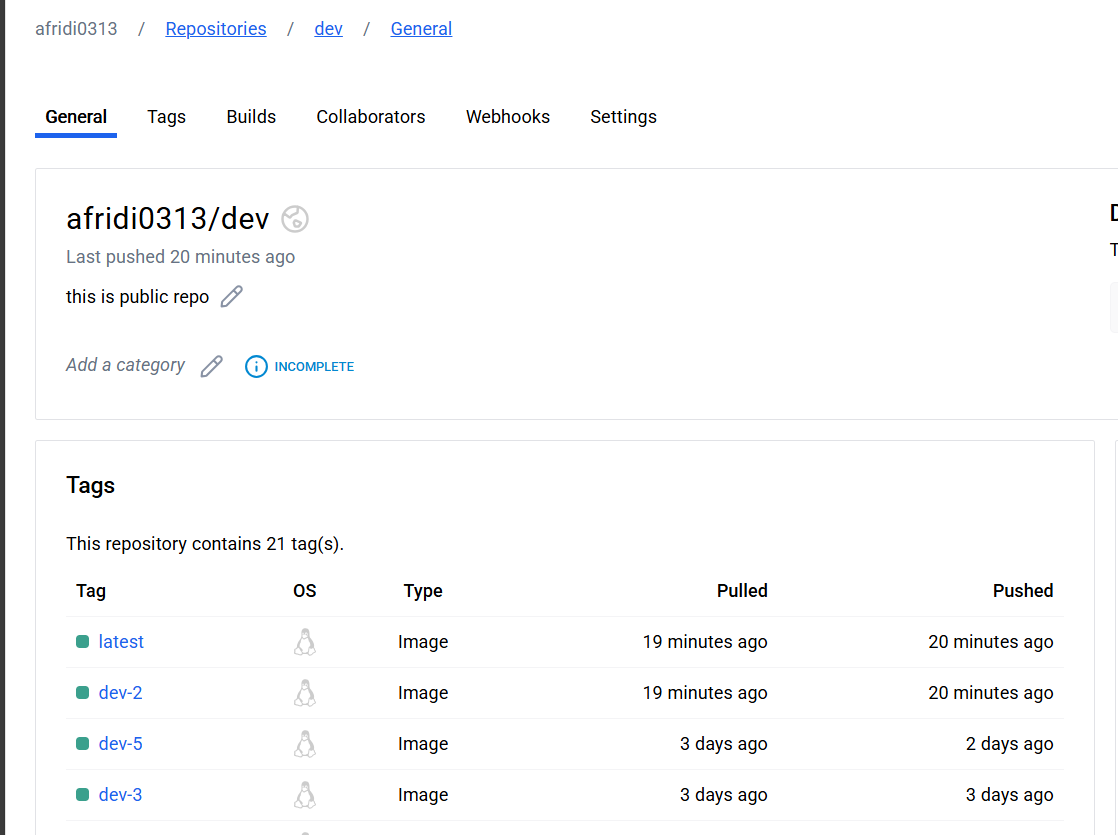 afridi0313 / Repositories / dev / General
General Tags Builds Collaborators Webhooks Settings
afridi0313/dev
Last pushed 20 minutes ago
this is public repo
Add a category INCOMPLETE
Tags
This repository contains 21 tag(s).
Tag OS Type Pulled Pushed
latest Image 19 minutes ago 20 minutes ago
dev-2 Image 19 minutes ago 20 minutes ago
dev-5 Image 3 days ago 2 days ago
dev-3 Image 3 days ago 3 days ago